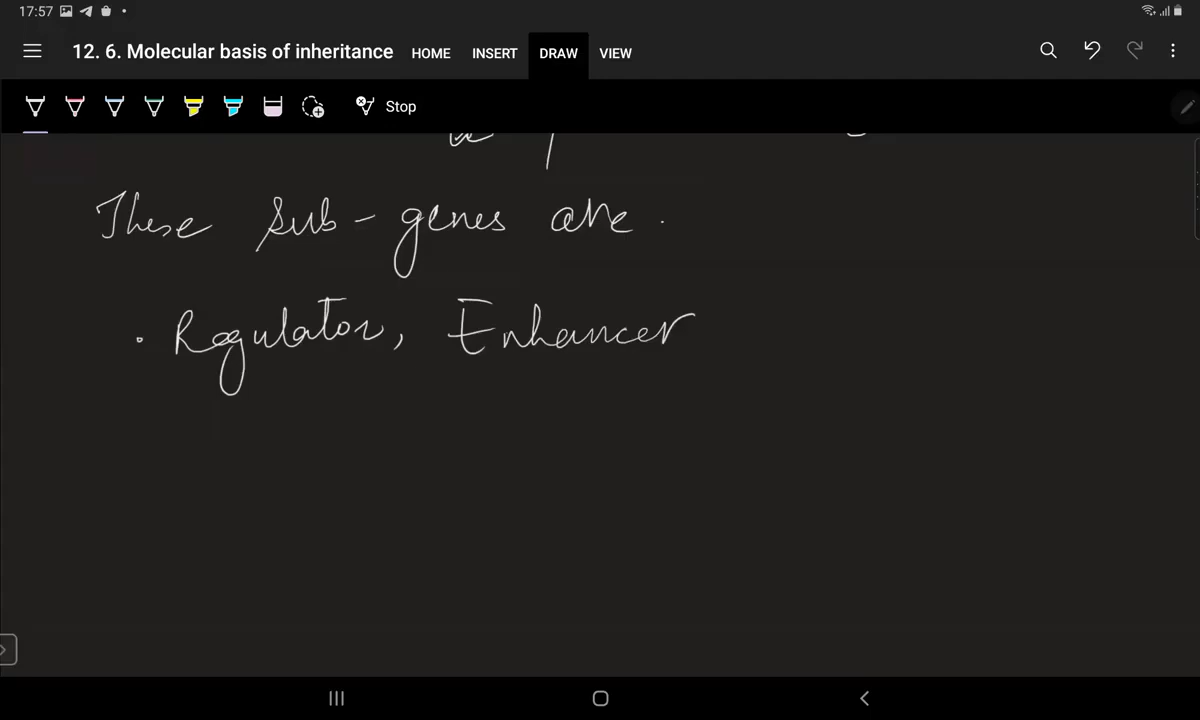 17:57
12. 6. Molecular basis of inheritance HOME INSERT DRAW VIEW
Stop
These sub-genes are.
• Regulator, Enhancer